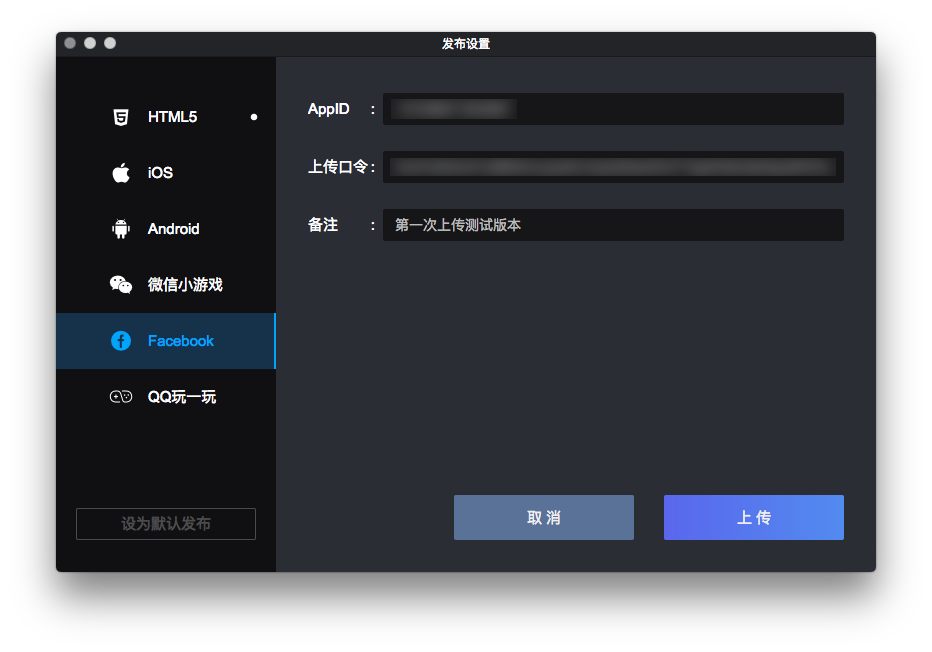 发布设置
HTML5
iOS
Android
微信小游戏
Facebook
QQ玩一玩
设为默认发布
AppID :
上传口令 :
备注 : 第一次上传测试版本
取消
上传